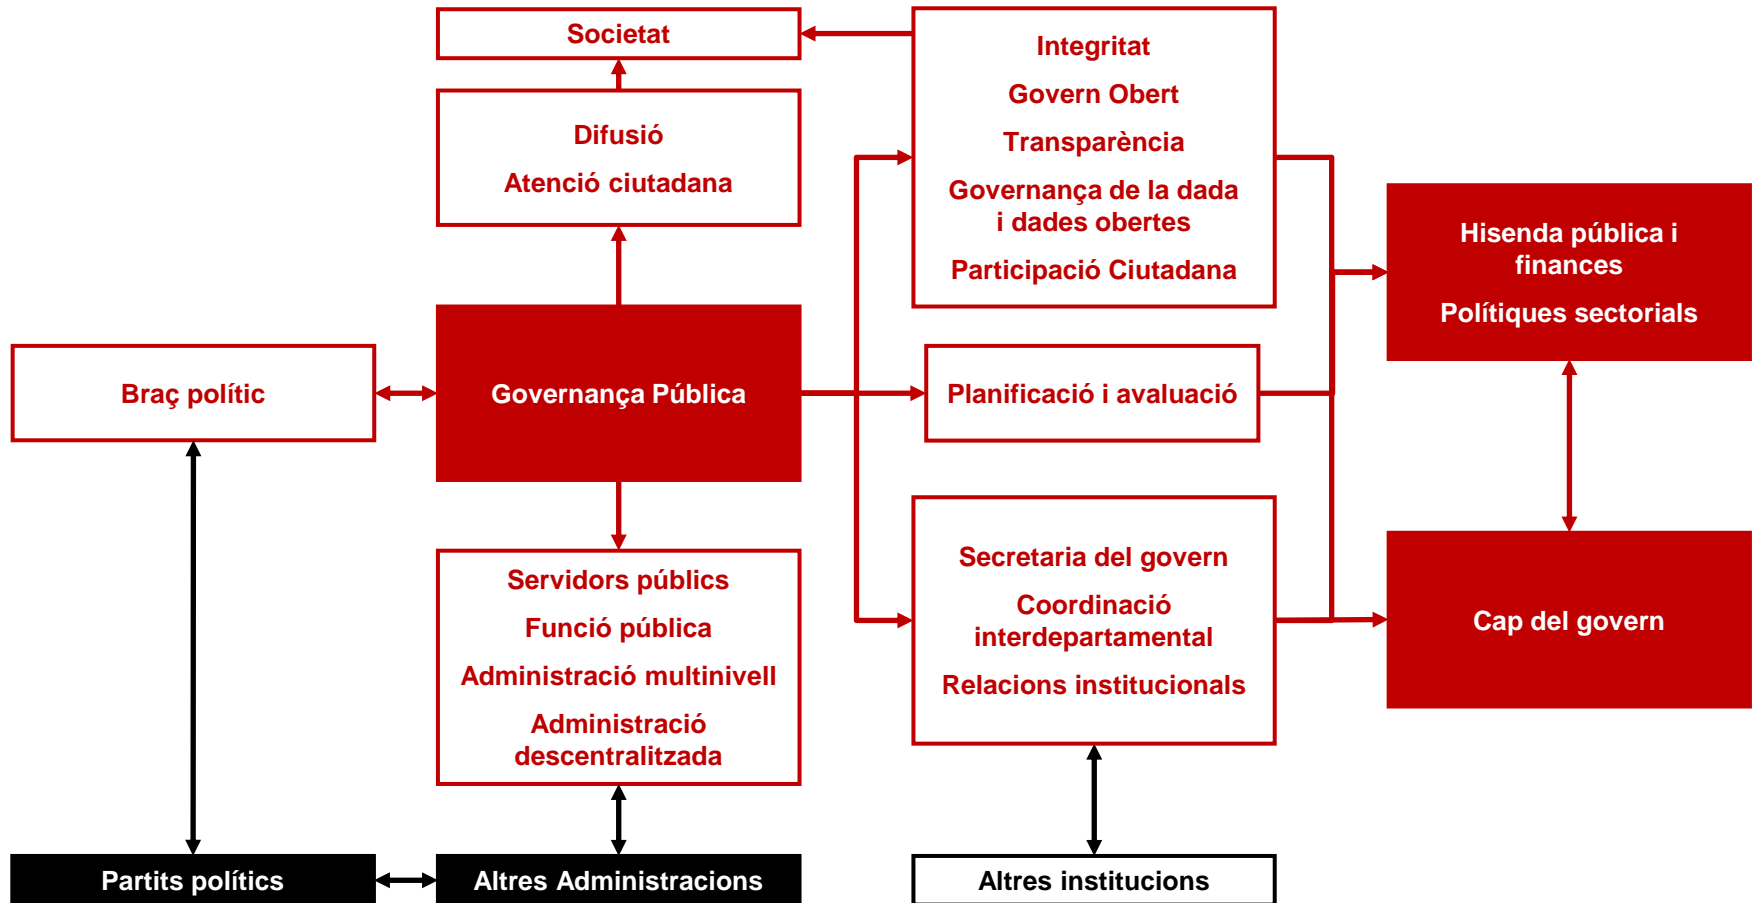 Societat
Difusió
Atenció ciutadana
Integritat
Govern Obert
Transparència
Governança de la dada
i dades obertes
Participació Ciutadana
Hisenda pública i
finances
Polítiques sectorials
Braç polític
Governança Pública
Planificació i avaluació
Servidors públics
Funció pública
Administració multinivell
Administració
descentralitzada
Secretaria del govern
Coordinació
interdepartamental
Relacions institucionals
Cap del govern
Partits polítics
Altres Administracions
Altres institucions